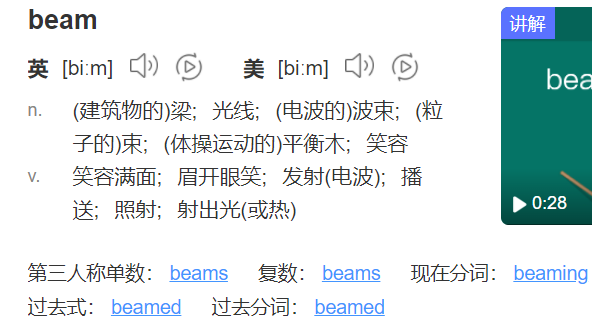 beam
讲解
英 [biːm] 美 [biːm]
bea
n. (建筑物的)梁；光线；(电波的)波束；(粒
子的)束；(体操运动的)平衡木；笑容
v. 笑容满面；眉开眼笑；发射(电波)；播
送；照射；射出光(或热)
0:28
第三人称单数： beams 复数： beams 现在分词： beaming
过去式： beamed 过去分词： beamed